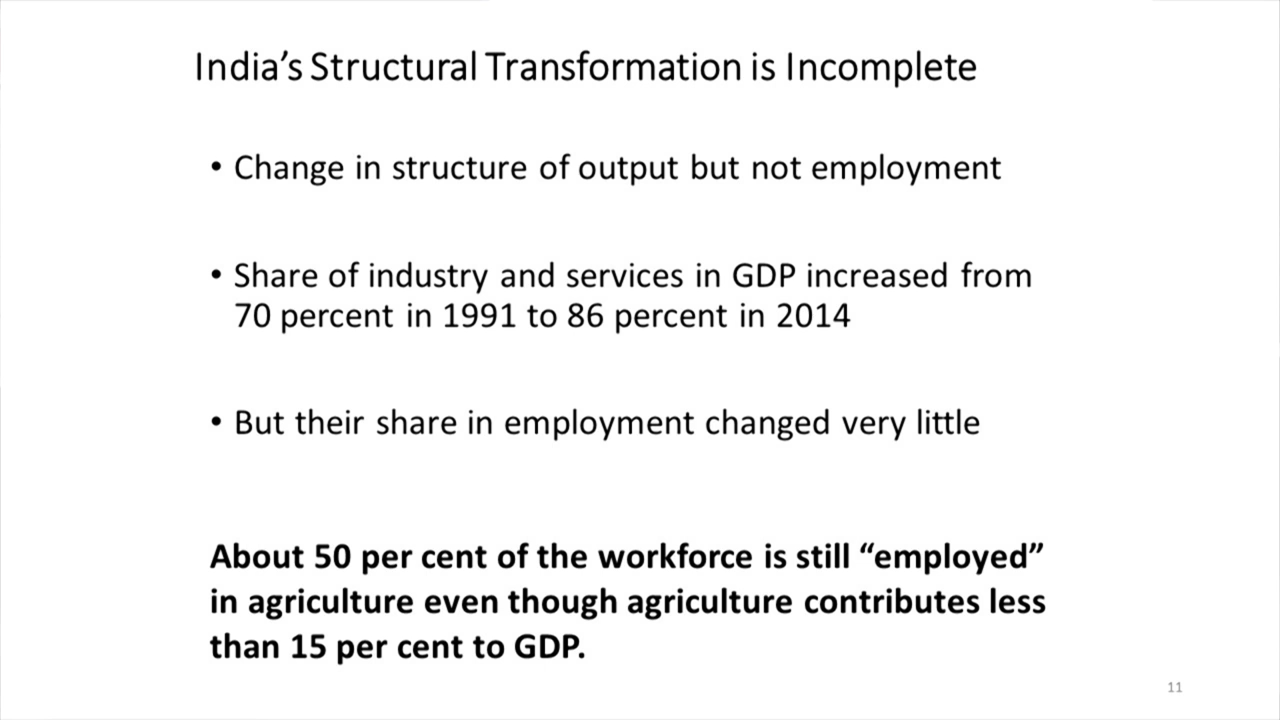 India’s Structural Transformation is Incomplete
• Change in structure of output but not employment
• Share of industry and services in GDP increased from
70 percent in 1991 to 86 percent in 2014
• But their share in employment changed very little
About 50 per cent of the workforce is still “employed”
in agriculture even though agriculture contributes less
than 15 per cent to GDP.
11